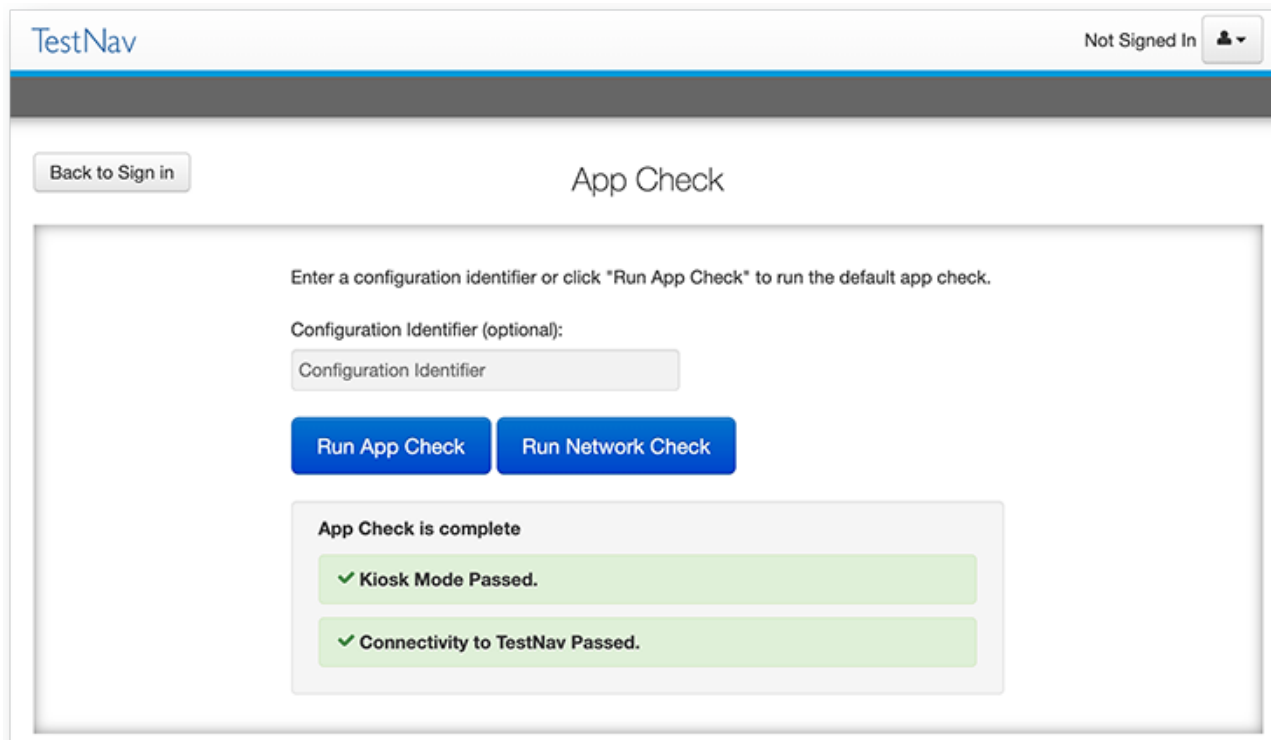 TestNav
Not Signed In
Back to Sign in
App Check
Enter a configuration identifier or click "Run App Check" to run the default app check.
Configuration Identifier (optional):
Configuration Identifier
Run App Check
Run Network Check
App Check is complete
Kiosk Mode Passed.
Connectivity to TestNav Passed.